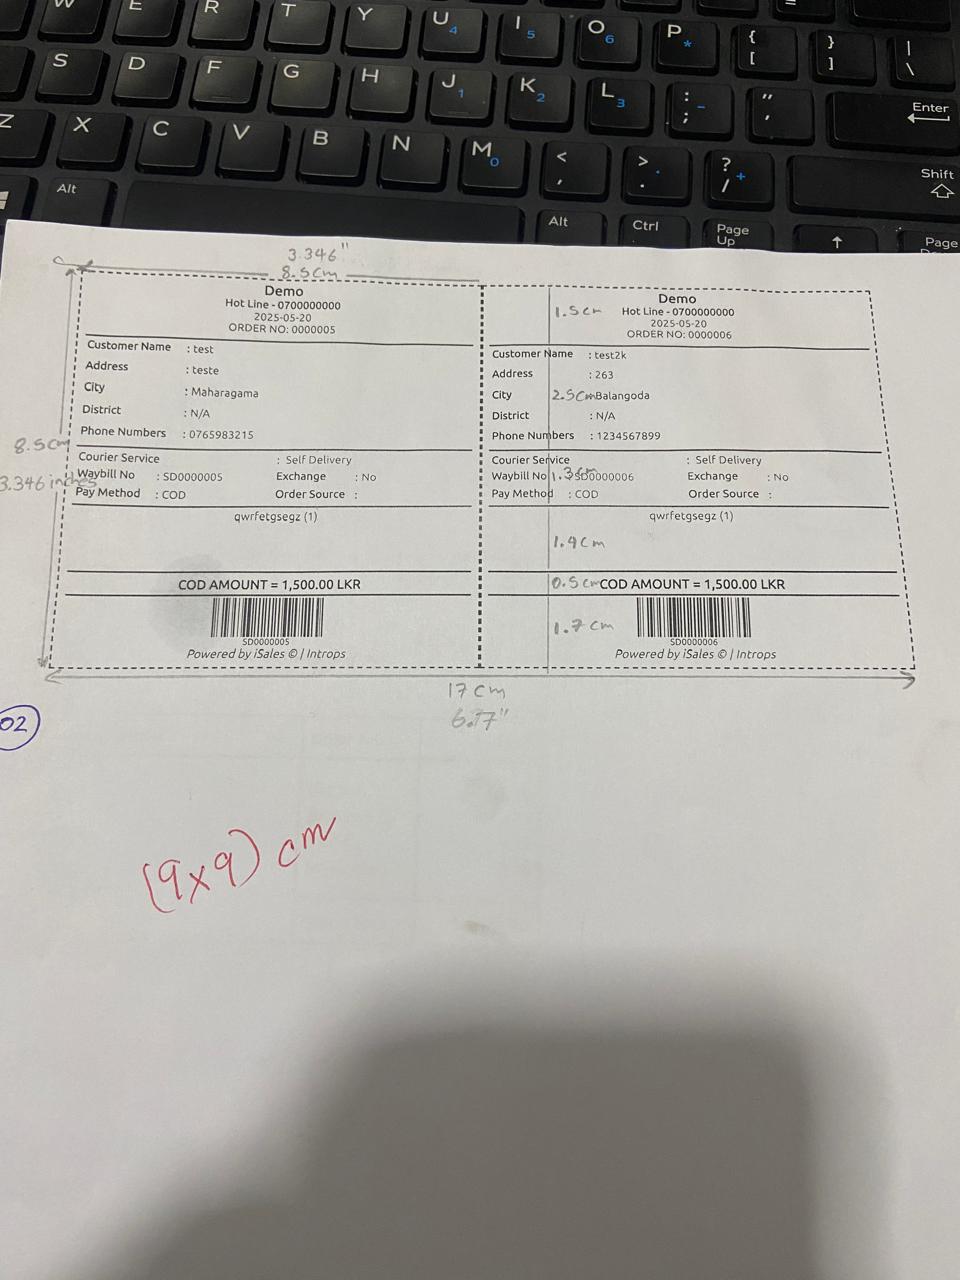 W E R T Y U 4 I 5 O 6 P * { [ } ] | \
S D F G H J 1 K 2 L 3 : ; - " ' Enter
Z X C V B N M 0 < , > . ? / + Shift
Alt Alt Ctrl Page Up Page
3.346"
8.5cm
Demo
Hot Line - 0700000000
2025-05-20
ORDER NO: 0000005
Customer Name : test
Address : teste
City : Maharagama
District : N/A
Phone Numbers : 0765983215
8.5cm
3.346 inches
Courier Service : Self Delivery
Waybill No : SD0000005 Exchange : No
Pay Method : COD Order Source :
qwrfetgsegz (1)
COD AMOUNT = 1,500.00 LKR
SD0000005
Powered by iSales © | Introps
Demo
1.5cm
Hot Line - 0700000000
2025-05-20
ORDER NO: 0000006
Customer Name : test2k
Address : 263
City 2.5cm Balangoda
District : N/A
Phone Numbers : 1234567899
Courier Service : Self Delivery
Waybill No 1.3cm SD0000006 Exchange : No
Pay Method : COD Order Source :
qwrfetgsegz (1)
1.4cm
0.5cm COD AMOUNT = 1,500.00 LKR
1.7cm
SD0000006
Powered by iSales © | Introps
17cm
02
(9x9) cm